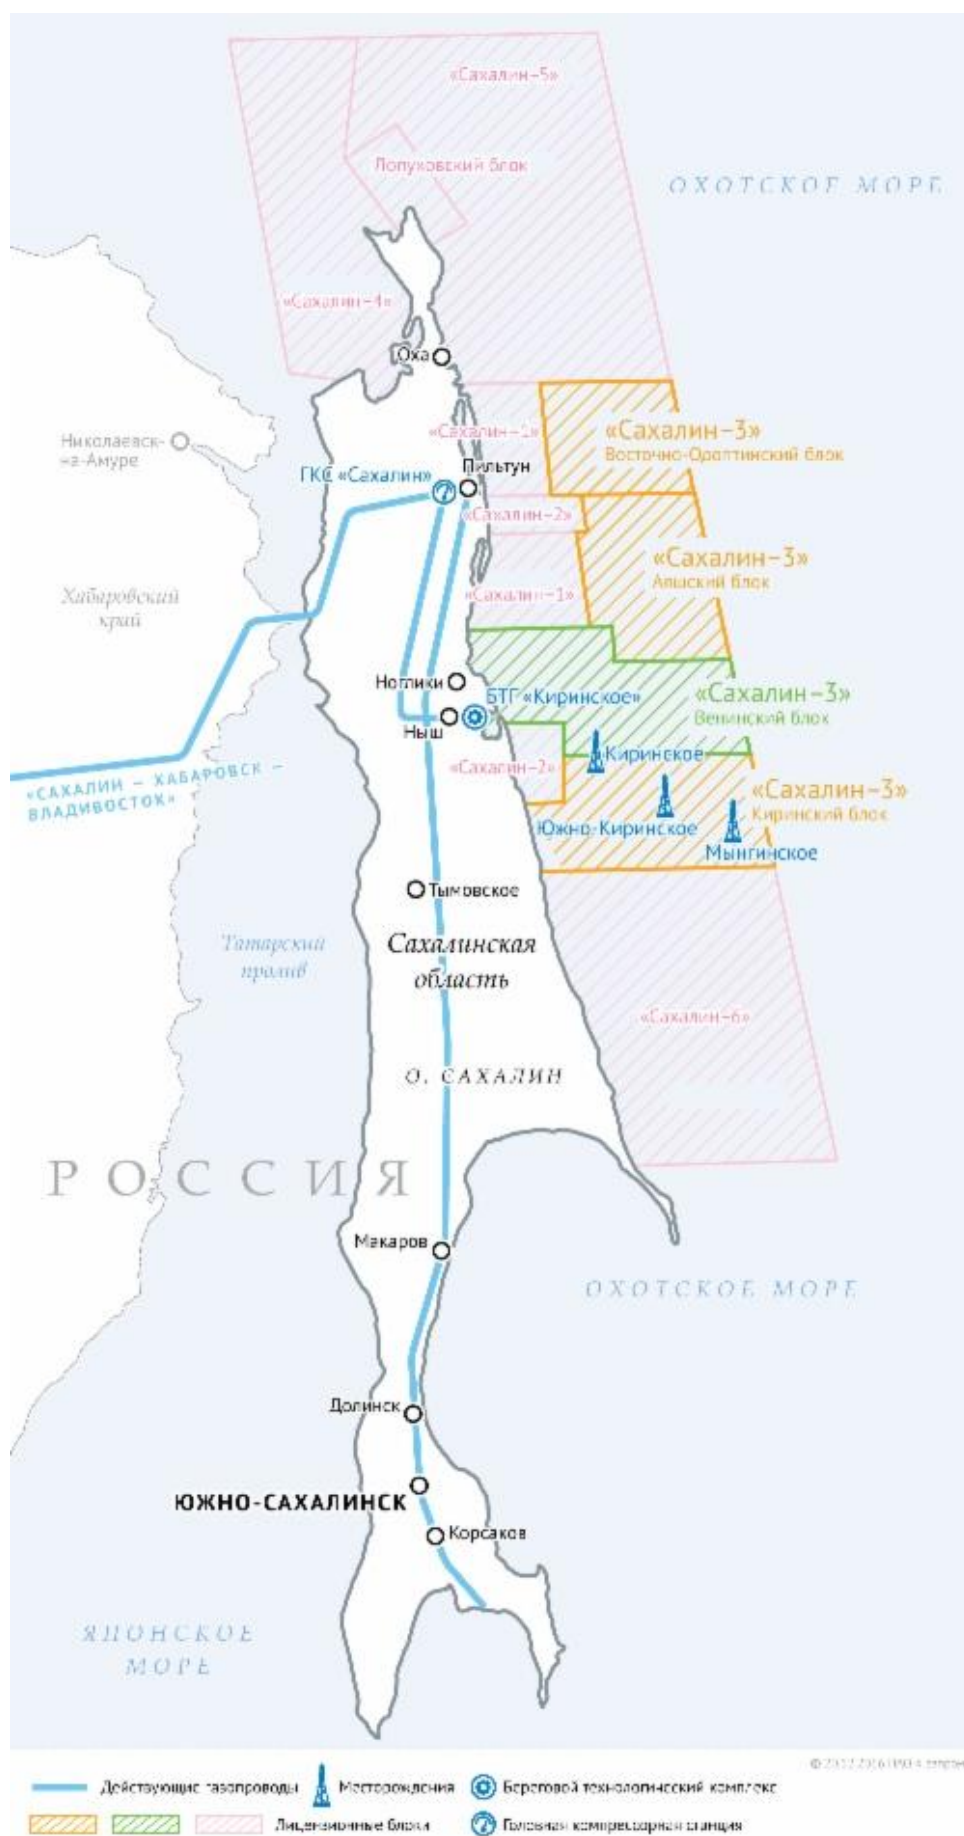 «Сахалин–5»
Лопуховский блок
ОХОТСКОЕ МОРЕ
«Сахалин–4»
Оха
«Сахалин–1»
«Сахалин–3»
Восточно-Одоптинский блок
Николаевск-
на-Амуре
ГКС «Сахалин»
Пильтун
«Сахалин–2»
«Сахалин–3»
Аяшский блок
Хабаровский
край
«Сахалин–1»
Ноглики
БТГ «Киринское»
«Сахалин–3»
Венинский блок
Ныш
Киринское
«Сахалин–2»
«САХАЛИН — ХАБАРОВСК —
ВЛАДИВОСТОК»
«Сахалин–3»
Киринский блок
Южно-Киринское
Мынгинское
Тымовское
Татарский
пролив
Сахалинская
область
«Сахалин–6»
О. САХАЛИН
РОССИЯ
Макаров
ОХОТСКОЕ МОРЕ
Долинск
ЮЖНО-САХАЛИНСК
Корсаков
ЯПОНСКОЕ
МОРЕ
Действующие газопроводы
Месторождения
Береговой технологический комплекс
Лицензионные блоки
Головная компрессорная станция